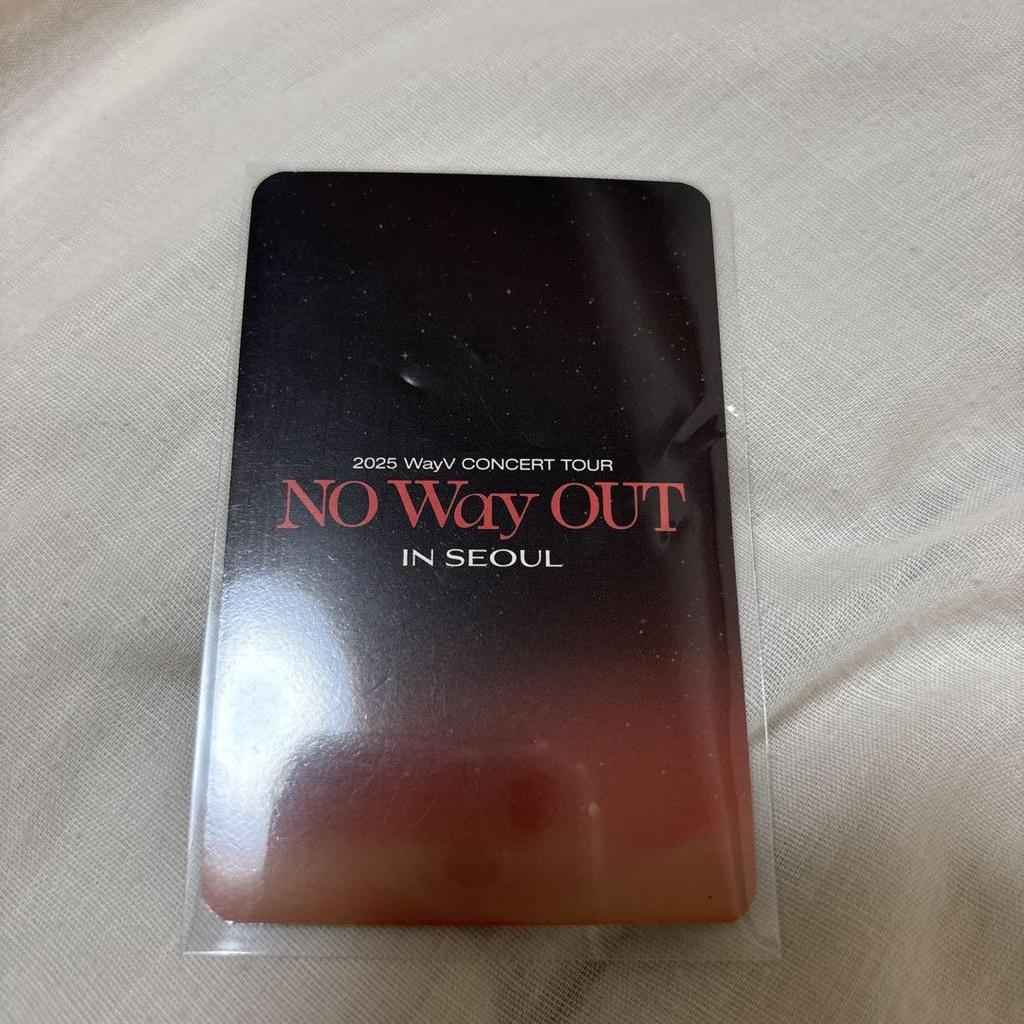 2025 WayV CONCERT TOUR
NO Way OUT
IN SEOUL